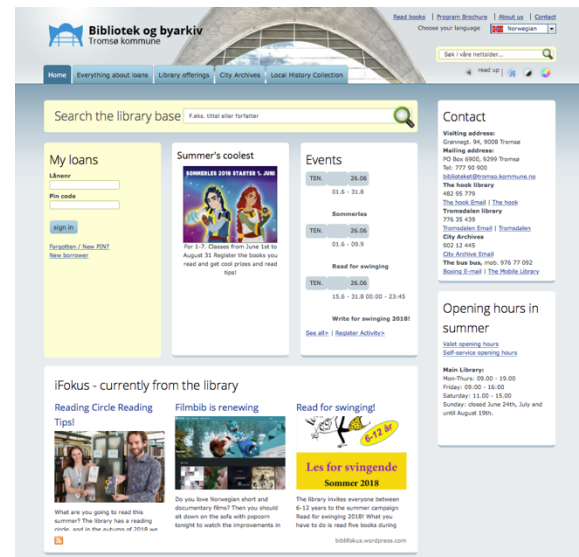 Read books | Program Brochure | About us | Contact
Choose your language Norwegian
Bibliotek og byarkiv
Tromsø kommune
Søk i våre nettsider...
read up
Home
Everything about loans
Library offerings
City Archives
Local History Collection
Search the library base
F.eks. tittel eller forfatter
My loans
Lånenr
Pin code
sign in
Forgotten / New PIN?
New borrower
Summer's coolest
SOMMERLES 2018 STARTER 1. JUNI
For 1-7. Classes from June 1st to
August 31 Register the books you
read and get cool prizes and read
tips!
Events
TEN. 26.06
01.6 - 31.8
Sommerles
TEN. 26.06
01.6 - 09.9
Read for swinging
TEN. 26.06
15.6 - 31.8 00:00 - 23:45
Write for swinging 2018!
See all> | Register Activity>
Contact
Visiting address:
Grønnegt. 94, 9008 Tromsø
Mailing address:
PO Box 6900, 9299 Tromsø
Tel: 777 90 900
biblioteket@tromso.kommune.no
The hook library
482 95 779
The hook Email | The hook
Tromsdalen library
776 35 439
Tromsdalen Email | Tromsdalen
City Archives
902 12 445
City Archive Email
The bus bus, mob. 976 77 092
Boxing E-mail | The Mobile Library
Opening hours in
summer
Valet opening hours
Self-service opening hours
Main Library:
Mon-Thurs: 09.00 - 19.00
Friday: 09:00 - 16:00
Saturday: 11.00 - 15.00
Sunday: closed June 24th, July and
until August 19th.
iFokus - currently from the library
Reading Circle Reading
Tips!
What are you going to read this
summer? The library has a reading
circle, and in the autumn of 2018 we
Filmbib is renewing
Do you love Norwegian short and
documentary films? Then you should
sit down on the sofa with popcorn
tonight to watch the improvements in
Read for swinging!
6-12 år
Les for svingende
Sommer 2018
The library invites everyone between
6-12 years to the summer campaign
Read for swinging 2018! What you
have to do is read five books during
biblifokus.wordpress.com